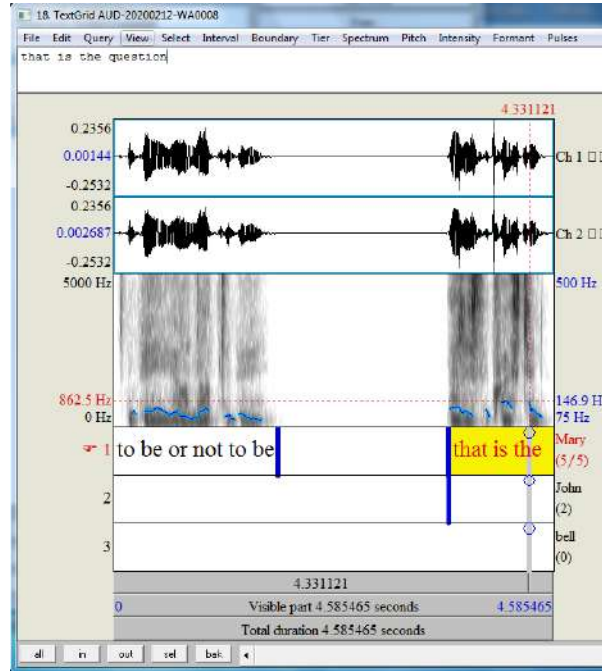 18. TextGrid AUD-20200212-WA0008
File Edit Query View Select Interval Boundary Tier Spectrum Pitch Intensity Formant Pulses
that is the question
4.331121
0.2356
0.00144
-0.2532
Ch 1
0.2356
0.002687
-0.2532
Ch 2
5000 Hz
500 Hz
862.5 Hz
146.9 H
0 Hz
75 Hz
1
to be or not to be
that is the
Mary
(5/5)
2
John
(2)
3
bell
(0)
4.331121
0 Visible part 4.585465 seconds 4.585465
Total duration 4.585465 seconds
all in out sel bak